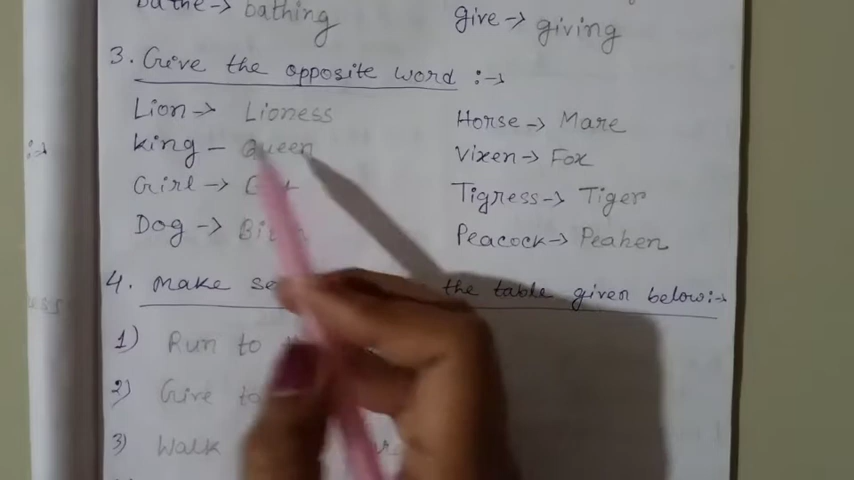 bathe-> bathing give-> giving
3. Give the opposite word :->
Lion-> Lioness Horse-> Mare
King - Queen Vixen-> Fox
Girl-> Tigress-> Tiger
Dog -> Peacock-> Peahen
4. Make the table given below:->
1) Run to
2) Give to
3) Walk